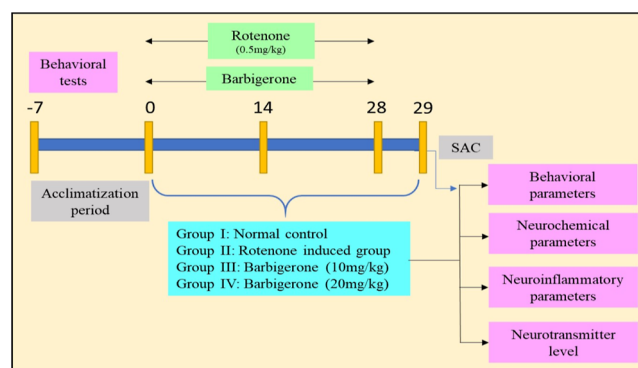 Rotenone
(0.5mg/kg)
Behavioral
tests
Barbigerone
-7
0
14
28
29
SAC
Acclimatization
period
Group I: Normal control
Group II: Rotenone induced group
Group III: Barbigerone (10mg/kg)
Group IV: Barbigerone (20mg/kg)
Behavioral
parameters
Neurochemical
parameters
Neuroinflammatory
parameters
Neurotransmitter
level